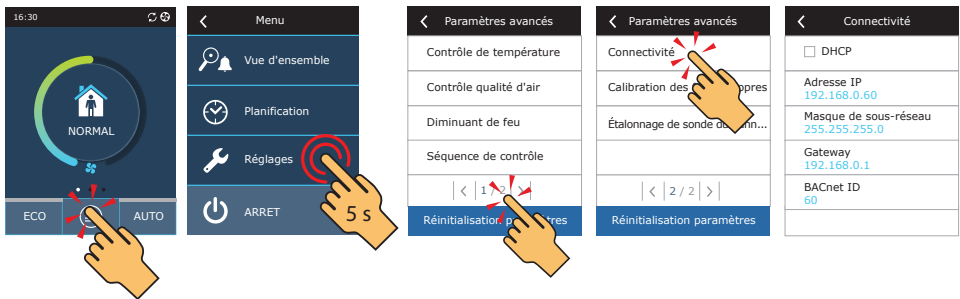 16:30
NORMAL
ECO
AUTO
Menu
Vue d'ensemble
Planification
Réglages
ARRET
5 s
Paramètres avancés
Contrôle de température
Contrôle qualité d'air
Diminuant de feu
Séquence de contrôle
1 / 2
Réinitialisation
Paramètres avancés
Connectivité
Calibration des
Étalonnage de sonde
2 / 2
Réinitialisation paramètres
Connectivité
DHCP
Adresse IP
192.168.0.60
Masque de sous-réseau
255.255.255.0
Gateway
192.168.0.1
BACnet ID
60